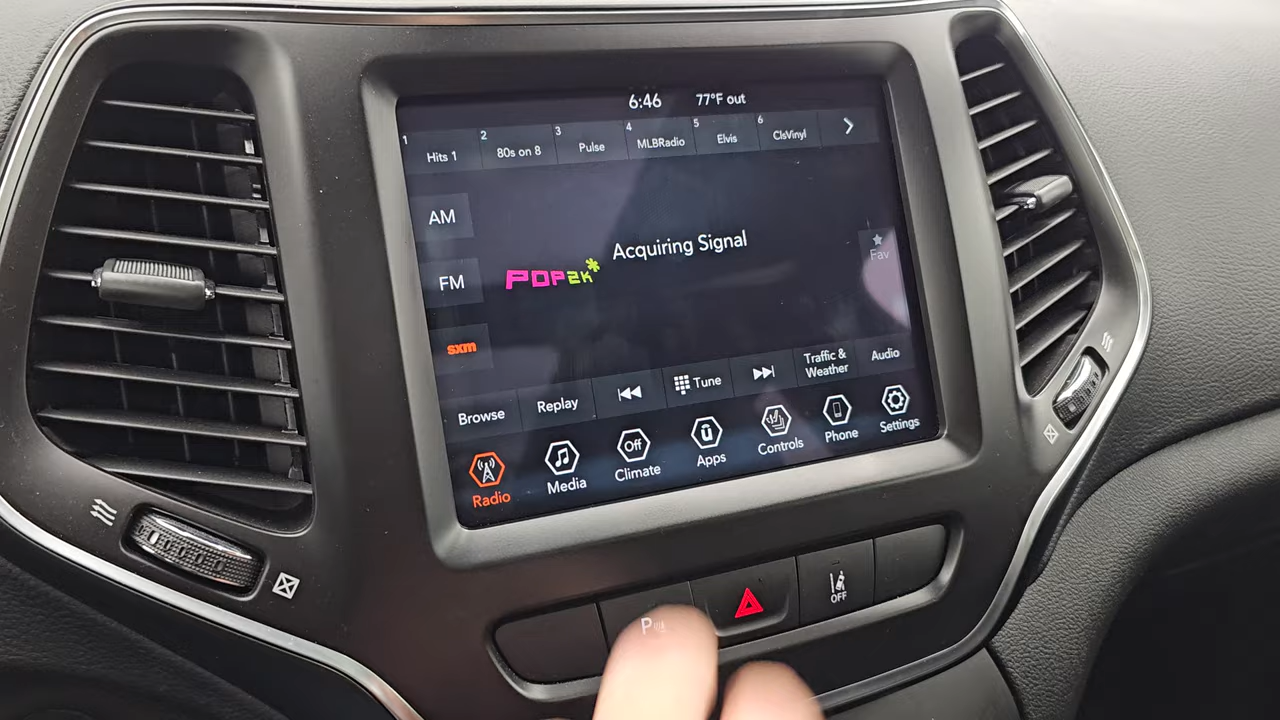 6:46 77°F out
1 Hits 1 2 80s on 8 3 Pulse 4 MLBRadio 5 Elvis 6 ClsVinyl
AM
Acquiring Signal
Fav
FM
POP2K
sxm
Browse Replay Tune Traffic & Weather Audio
Radio Media Off Climate ū Apps Controls Phone Settings
P OFF